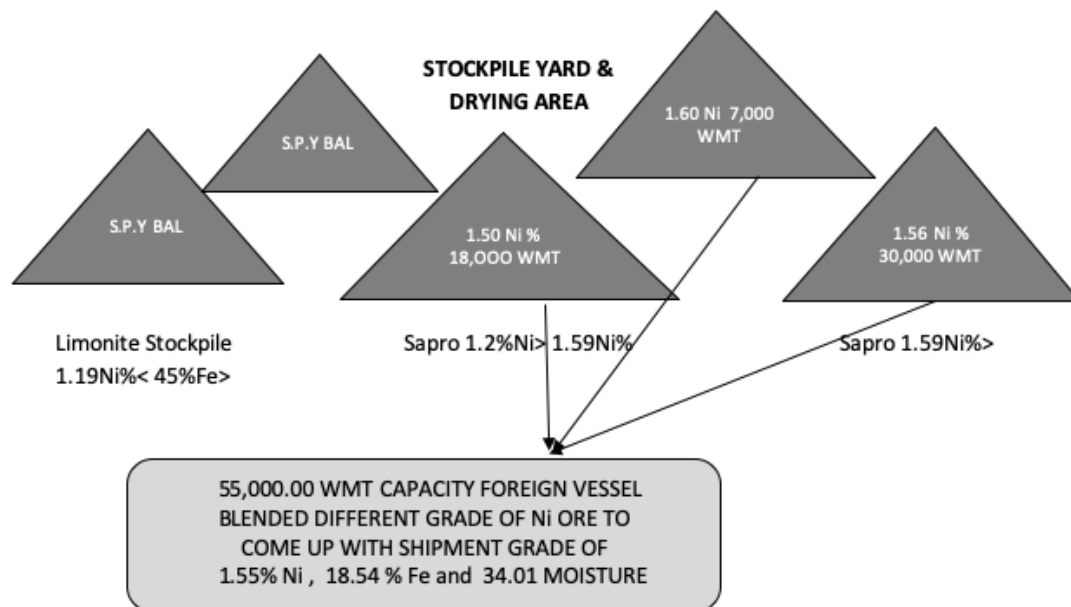 STOCKPILE YARD &
DRYING AREA
S.P.Y BAL
S.P.Y BAL
1.50 Ni %
18,OOO WMT
1.60 Ni 7,000
WMT
1.56 Ni %
30,000 WMT
Limonite Stockpile
1.19Ni%< 45%Fe>
Sapro 1.2%Ni> 1.59Ni%
Sapro 1.59Ni%>
55,000.00 WMT CAPACITY FOREIGN VESSEL
BLENDED DIFFERENT GRADE OF Ni ORE TO
COME UP WITH SHIPMENT GRADE OF
1.55% Ni , 18.54 % Fe and 34.01 MOISTURE